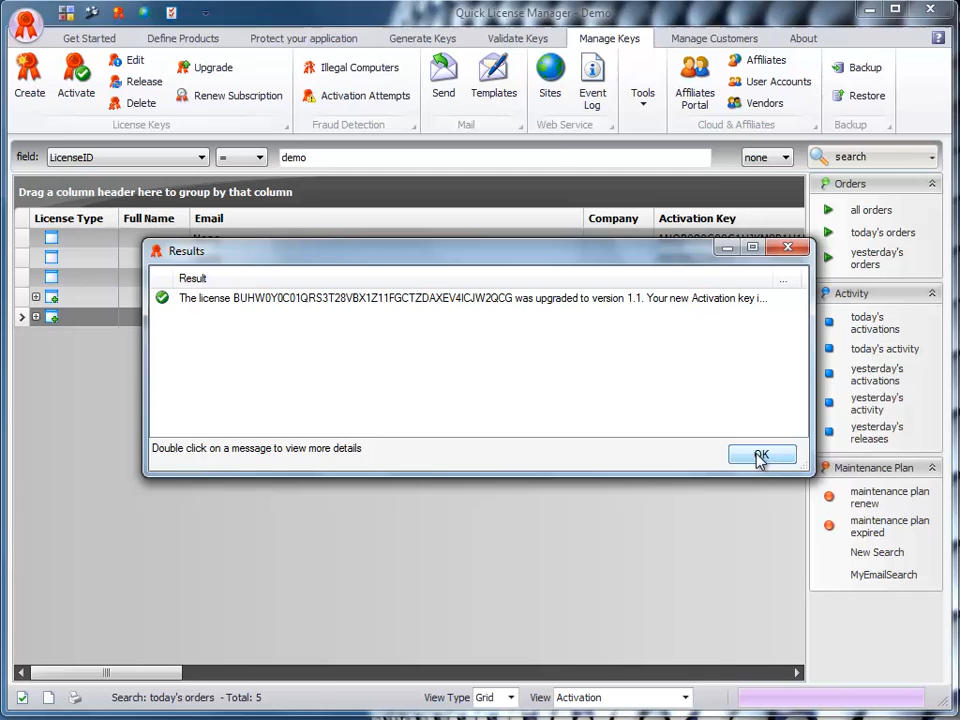 Quick License Manager - Demo
Get Started Define Products Protect your application Generate Keys Validate Keys Manage Keys Manage Customers About
Create Activate Edit Release Delete Upgrade Renew Subscription
License Keys
Illegal Computers
Activation Attempts
Fraud Detection
Send Templates
Mail
Sites Event Log
Web Service
Tools
Affiliates Portal Affiliates User Accounts Vendors
Cloud & Affiliates
Backup
Restore
Backup
field: LicenseID = demo none search
Drag a column header here to group by that column
License Type Full Name Email Company Activation Key
Results
Result ...
The license BUHW0Y0C01QRS3T28VBX1Z11FGCTZDAXEV4ICJW2QCG was upgraded to version 1.1. Your new Activation key i...
Double click on a message to view more details
OK
Orders
all orders
today's orders
yesterday's
orders
Activity
today's
activations
today's activity
yesterday's
activations
yesterday's
activity
yesterday's
releases
Maintenance Plan
maintenance plan
renew
maintenance plan
expired
New Search
MyEmailSearch
Search: today's orders - Total: 5 View Type Grid View Activation